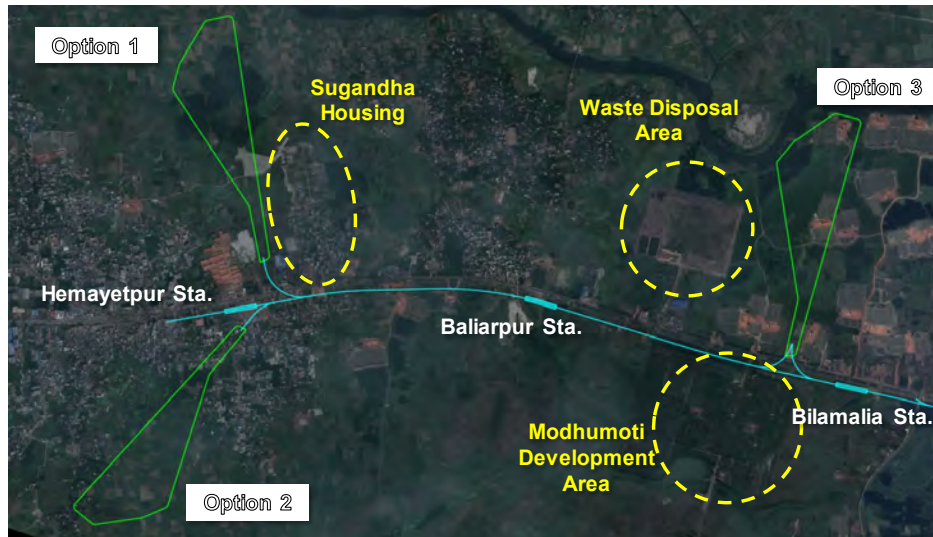 Option 1
Sugandha
Housing
Waste Disposal
Area
Option 3
Hemayetpur Sta.
Baliarpur Sta.
Bilamalia Sta.
Modhumoti
Development
Area
Option 2